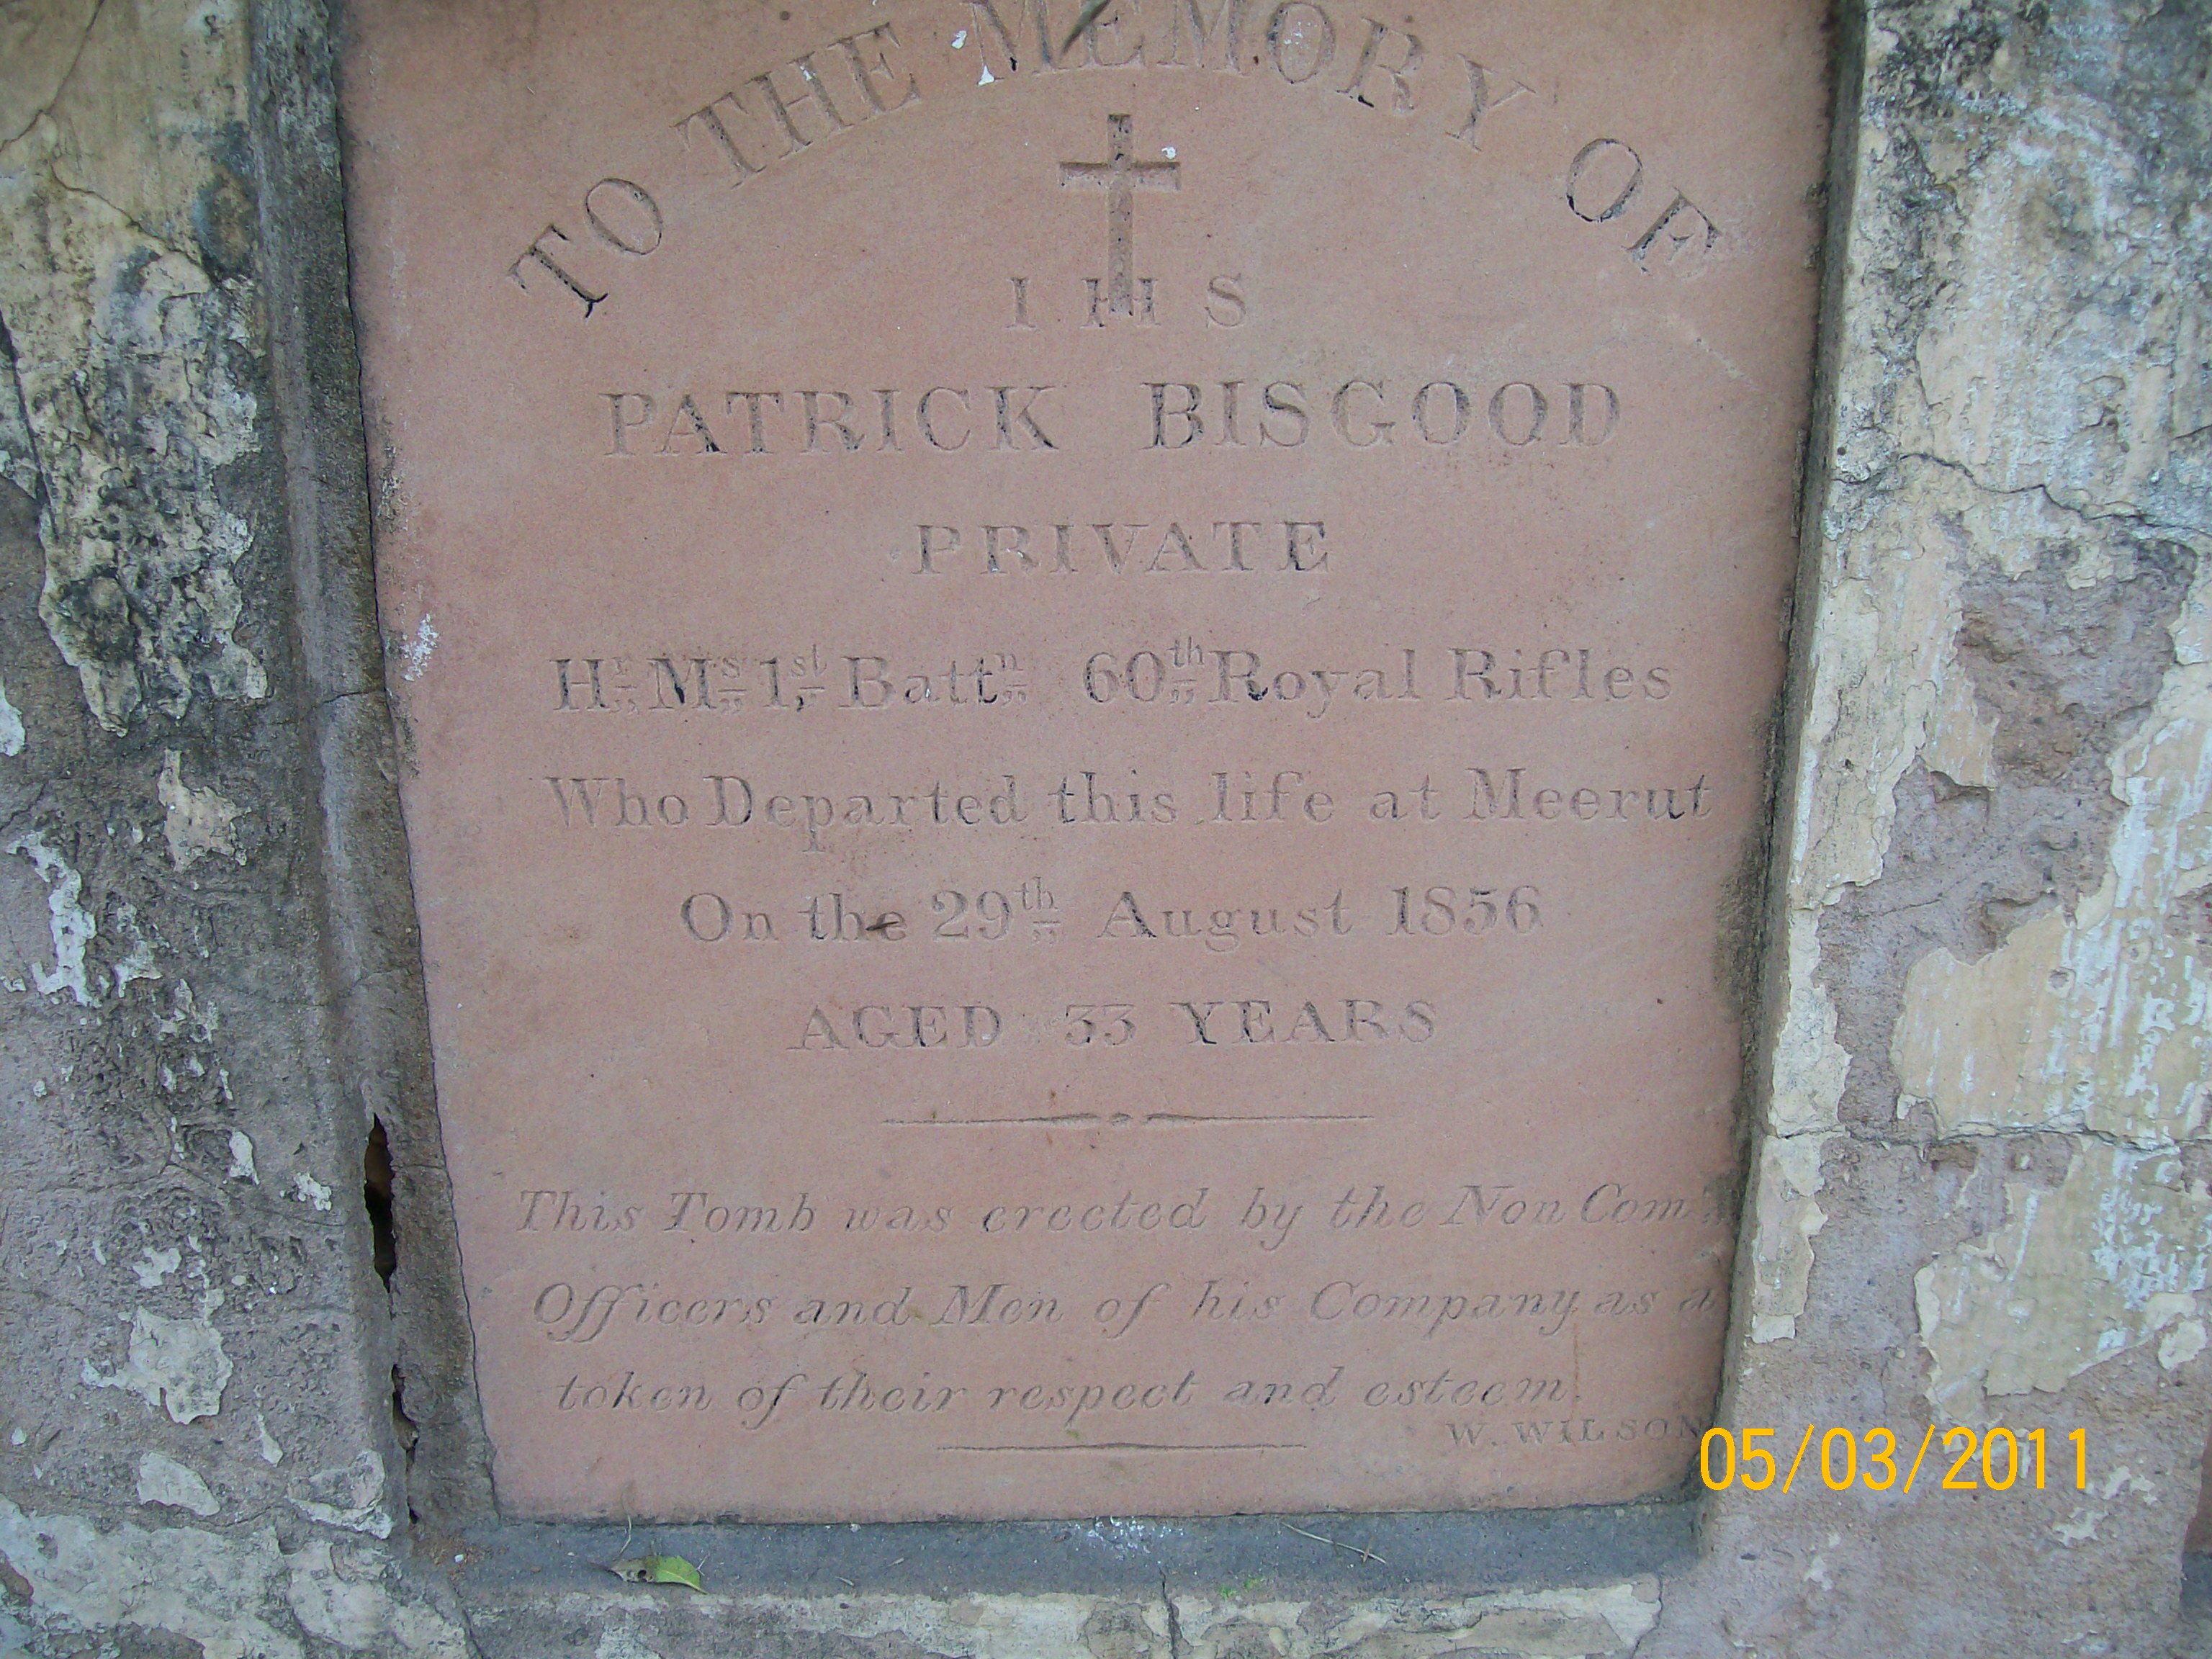 TO THE MEMORY OF
I H S
PATRICK BISGOOD
PRIVATE
Hr,, Ms,, 1st, Battn,, 60th,, Royal Rifles
Who Departed this life at Meerut
On the 29th,, August 1856
AGED 33 YEARS
This Tomb was erected by the Non Com
Officers and Men of his Company as a
token of their respect and esteem.
W. WILSON
05/03/2011